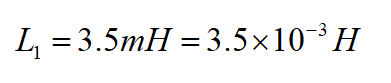 L₁ = 3.5mH = 3.5×10⁻³ H